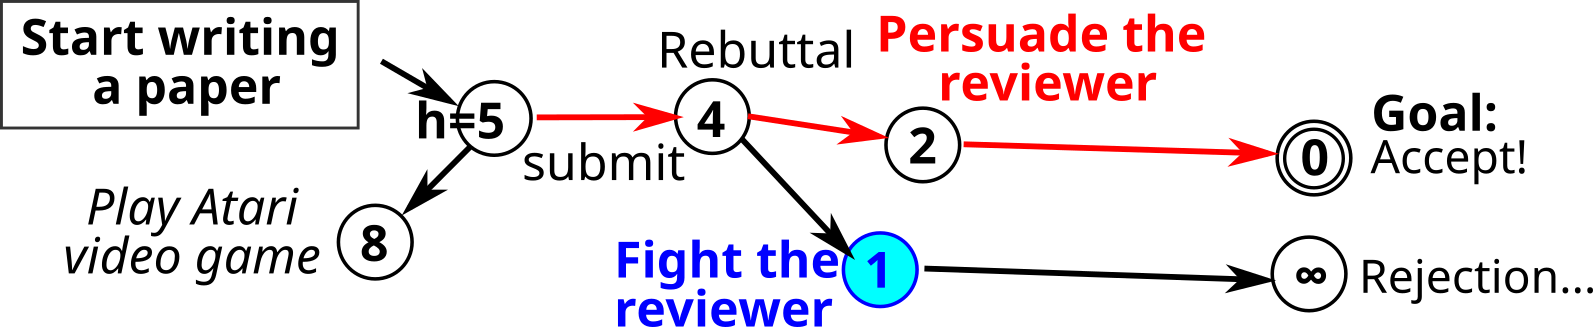 Start writing
a paper
h=5
submit
Rebuttal
4
Persuade the
reviewer
2
0
Goal:
Accept!
Play Atari
video game
8
Fight the
reviewer
1
∞
Rejection...